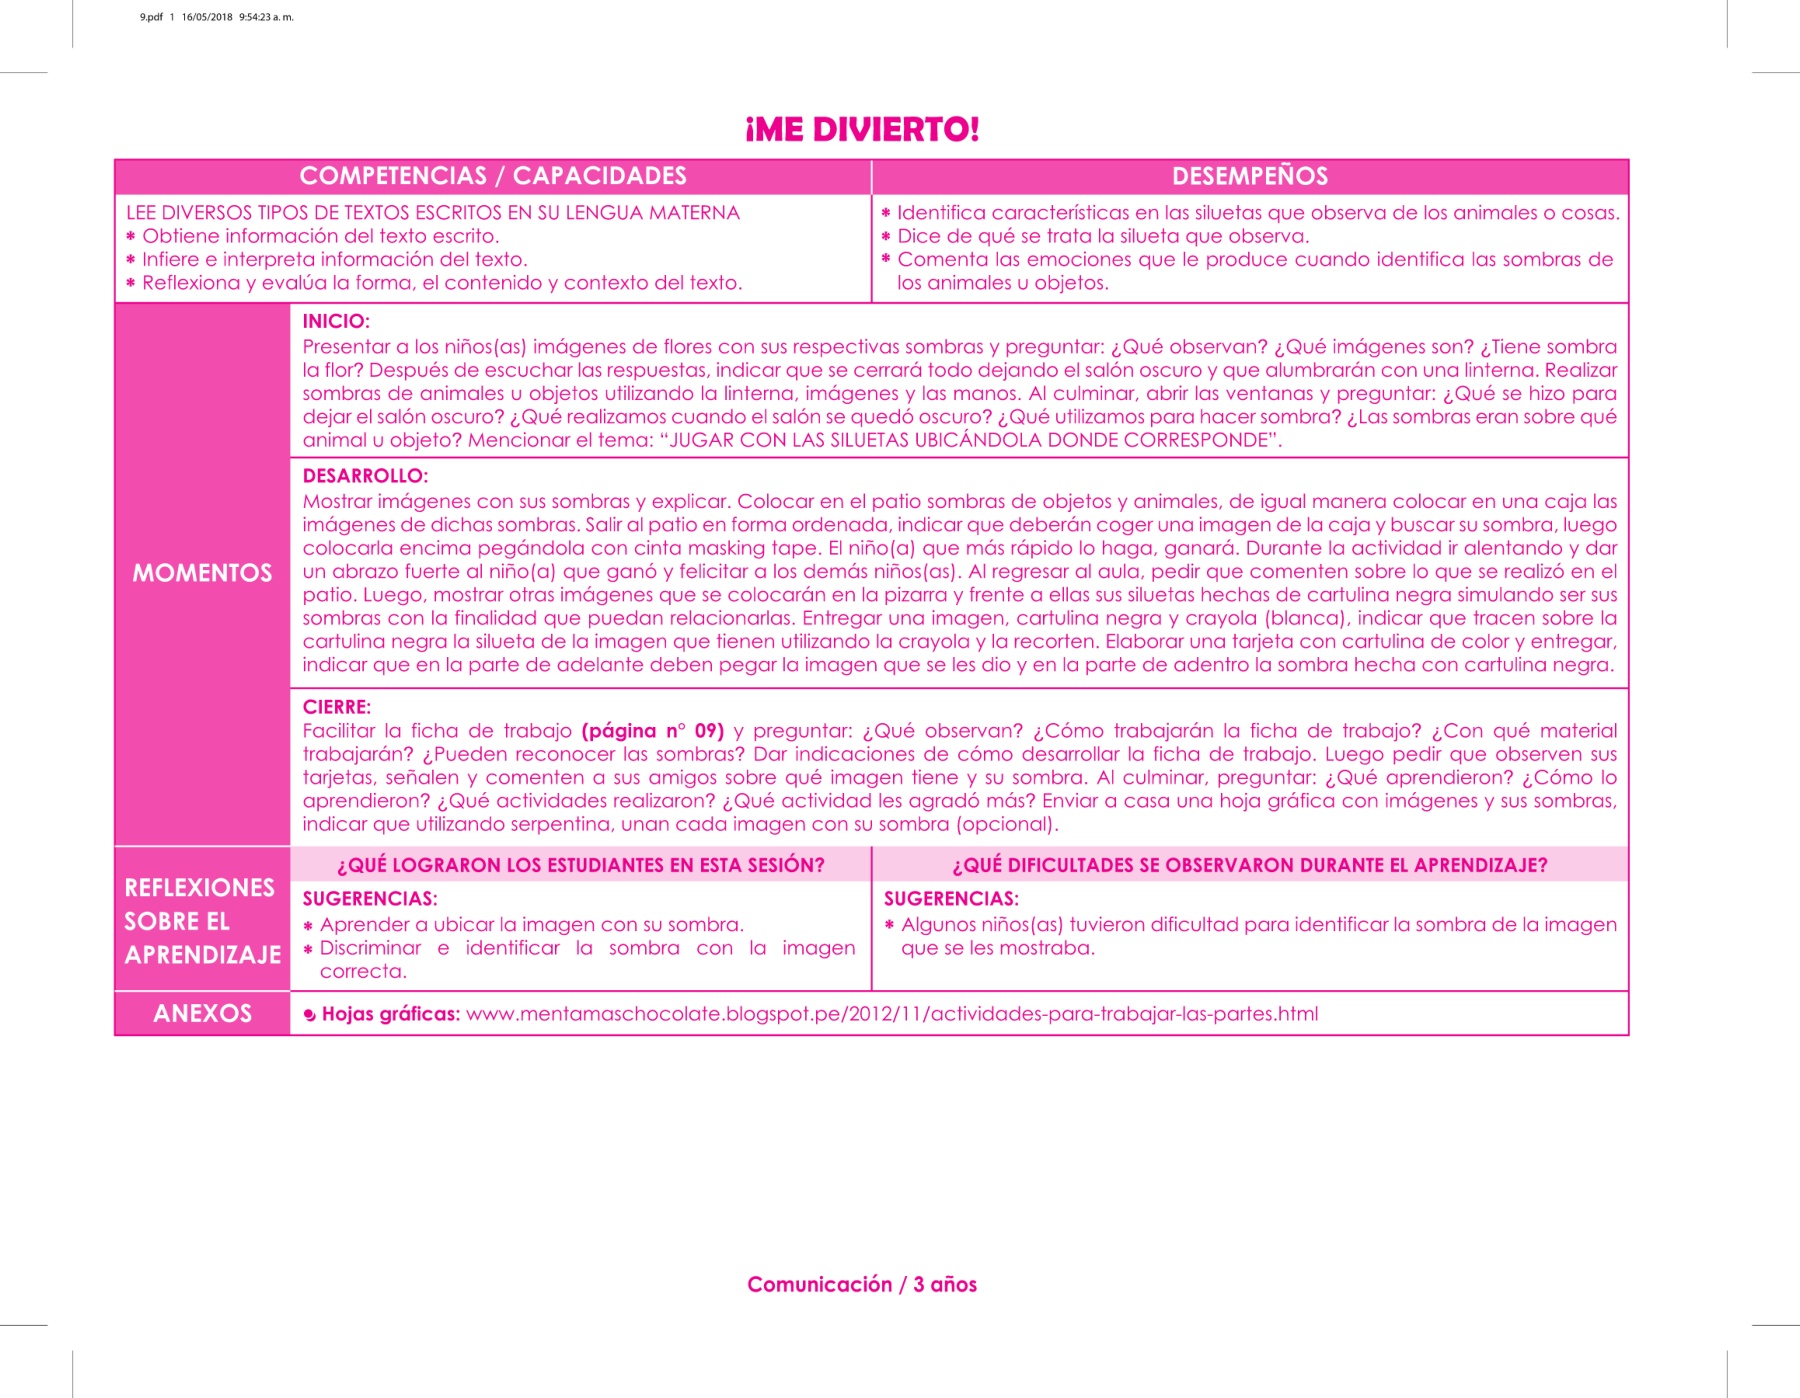 9.pdf 1 16/05/2018 9:54:23 a. m.
¡ME DIVIERTO!
COMPETENCIAS / CAPACIDADES
DESEMPEÑOS
LEE DIVERSOS TIPOS DE TEXTOS ESCRITOS EN SU LENGUA MATERNA
* Obtiene información del texto escrito.
* Infiere e interpreta información del texto.
* Reflexiona y evalúa la forma, el contenido y contexto del texto.
* Identifica características en las siluetas que observa de los animales o cosas.
* Dice de qué se trata la silueta que observa.
* Comenta las emociones que le produce cuando identifica las sombras de
los animales u objetos.
MOMENTOS
INICIO:
Presentar a los niños(as) imágenes de flores con sus respectivas sombras y preguntar: ¿Qué observan? ¿Qué imágenes son? ¿Tiene sombra
la flor? Después de escuchar las respuestas, indicar que se cerrará todo dejando el salón oscuro y que alumbrarán con una linterna. Realizar
sombras de animales u objetos utilizando la linterna, imágenes y las manos. Al culminar, abrir las ventanas y preguntar: ¿Qué se hizo para
dejar el salón oscuro? ¿Qué realizamos cuando el salón se quedó oscuro? ¿Qué utilizamos para hacer sombra? ¿Las sombras eran sobre qué
animal u objeto? Mencionar el tema: “JUGAR CON LAS SILUETAS UBICÁNDOLA DONDE CORRESPONDE”.
DESARROLLO:
Mostrar imágenes con sus sombras y explicar. Colocar en el patio sombras de objetos y animales, de igual manera colocar en una caja las
imágenes de dichas sombras. Salir al patio en forma ordenada, indicar que deberán coger una imagen de la caja y buscar su sombra, luego
colocarla encima pegándola con cinta masking tape. El niño(a) que más rápido lo haga, ganará. Durante la actividad ir alentando y dar
un abrazo fuerte al niño(a) que ganó y felicitar a los demás niños(as). Al regresar al aula, pedir que comenten sobre lo que se realizó en el
patio. Luego, mostrar otras imágenes que se colocarán en la pizarra y frente a ellas sus siluetas hechas de cartulina negra simulando ser sus
sombras con la finalidad que puedan relacionarlas. Entregar una imagen, cartulina negra y crayola (blanca), indicar que tracen sobre la
cartulina negra la silueta de la imagen que tienen utilizando la crayola y la recorten. Elaborar una tarjeta con cartulina de color y entregar,
indicar que en la parte de adelante deben pegar la imagen que se les dio y en la parte de adentro la sombra hecha con cartulina negra.
CIERRE:
Facilitar la ficha de trabajo (página n° 09) y preguntar: ¿Qué observan? ¿Cómo trabajarán la ficha de trabajo? ¿Con qué material
trabajarán? ¿Pueden reconocer las sombras? Dar indicaciones de cómo desarrollar la ficha de trabajo. Luego pedir que observen sus
tarjetas, señalen y comenten a sus amigos sobre qué imagen tiene y su sombra. Al culminar, preguntar: ¿Qué aprendieron? ¿Cómo lo
aprendieron? ¿Qué actividades realizaron? ¿Qué actividad les agradó más? Enviar a casa una hoja gráfica con imágenes y sus sombras,
indicar que utilizando serpentina, unan cada imagen con su sombra (opcional).
REFLEXIONES
SOBRE EL
APRENDIZAJE
¿QUÉ LOGRARON LOS ESTUDIANTES EN ESTA SESIÓN?
SUGERENCIAS:
* Aprender a ubicar la imagen con su sombra.
* Discriminar e identificar la sombra con la imagen
correcta.
¿QUÉ DIFICULTADES SE OBSERVARON DURANTE EL APRENDIZAJE?
SUGERENCIAS:
* Algunos niños(as) tuvieron dificultad para identificar la sombra de la imagen
que se les mostraba.
ANEXOS
Hojas gráficas: www.mentamaschocolate.blogspot.pe/2012/11/actividades-para-trabajar-las-partes.html
Comunicación / 3 años